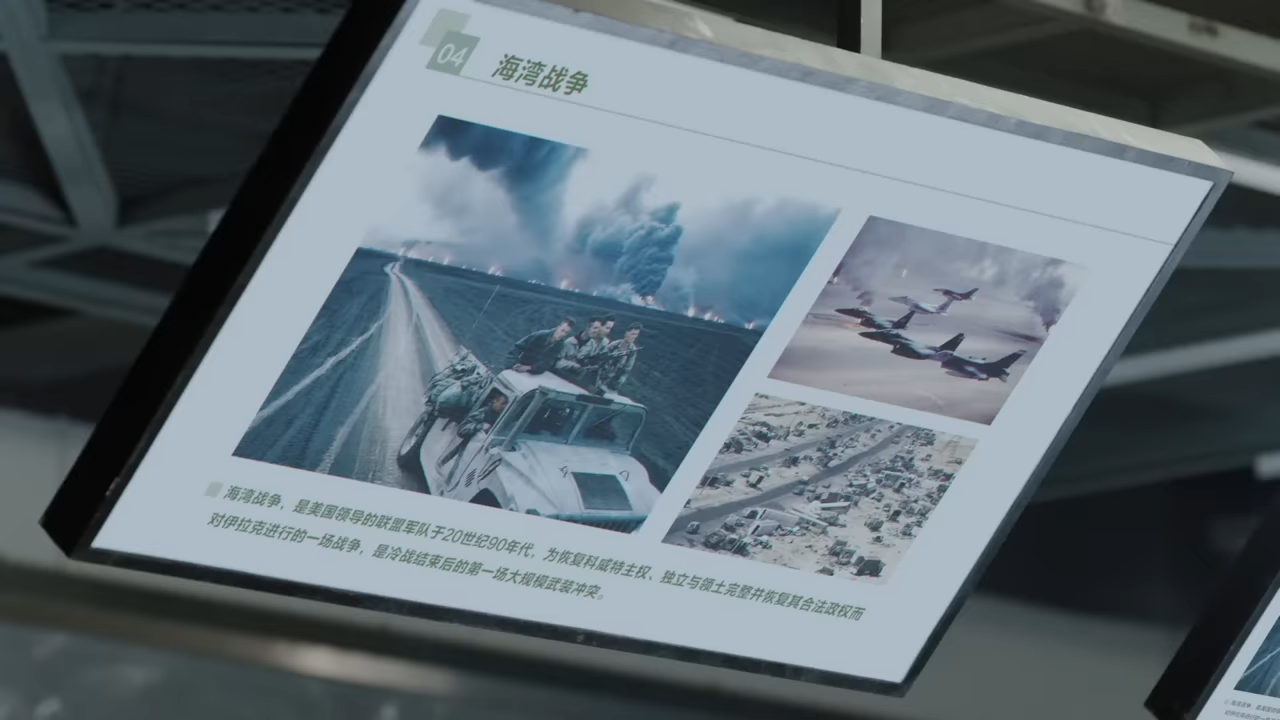 04
海湾战争
海湾战争，是美国领导的联盟军队于20世纪90年代，为恢复科威特主权、独立与领土完整并恢复其合法政权而
对伊拉克进行的一场战争，是冷战结束后的第一场大规模武装冲突。